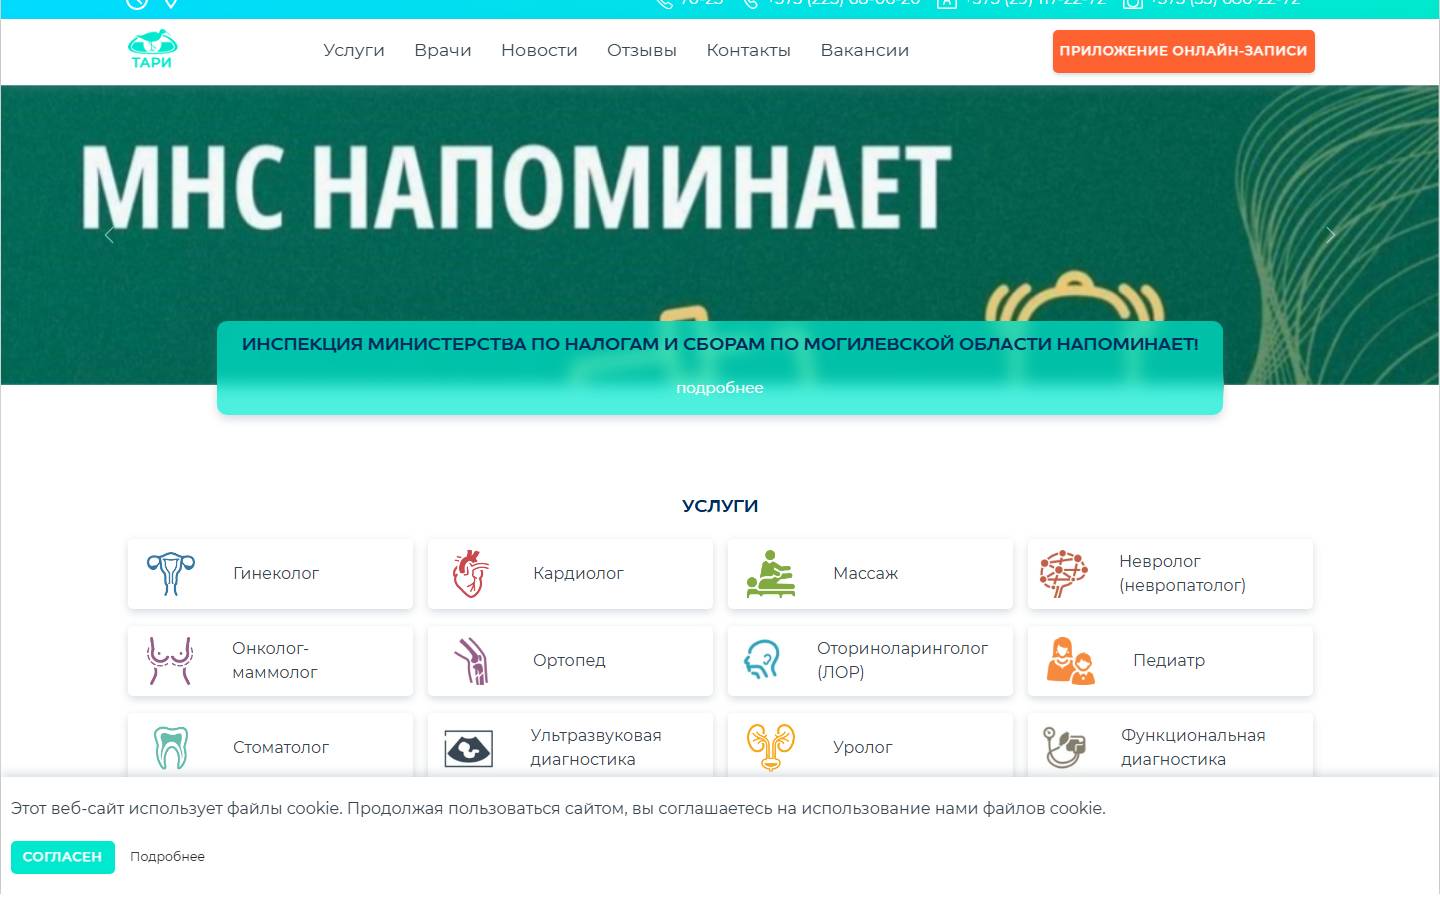 ТАРИ
Услуги
Врачи
Новости
Отзывы
Контакты
Вакансии
ПРИЛОЖЕНИЕ ОНЛАЙН-ЗАПИСИ
МНС НАПОМИНАЕТ
ИНСПЕКЦИЯ МИНИСТЕРСТВА ПО НАЛОГАМ И СБОРАМ ПО МОГИЛЕВСКОЙ ОБЛАСТИ НАПОМИНАЕТ!
подробнее
УСЛУГИ
Гинеколог
Кардиолог
Массаж
Невролог
(невропатолог)
Онколог-
маммолог
Ортопед
Оториноларинголог
(ЛОР)
Педиатр
Стоматолог
Ультразвуковая
диагностика
Уролог
Функциональная
диагностика
Этот веб-сайт использует файлы cookie. Продолжая пользоваться сайтом, вы соглашаетесь на использование нами файлов cookie.
СОГЛАСЕН
Подробнее